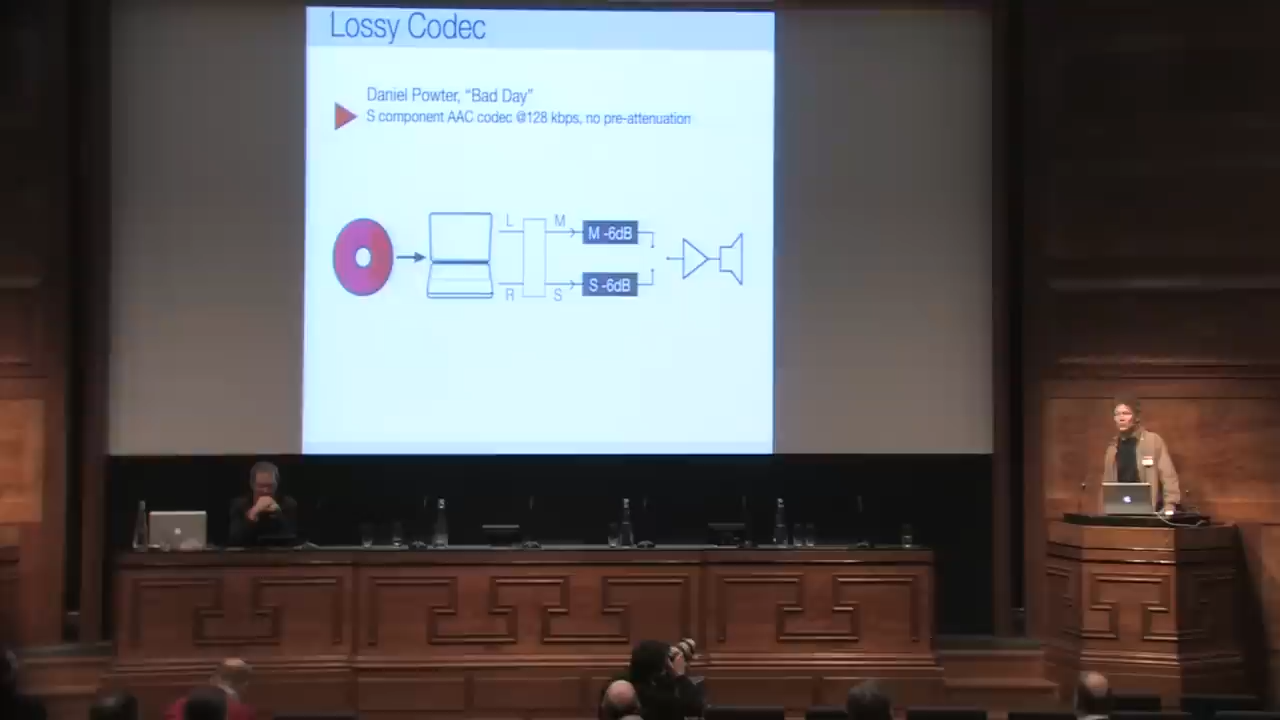 Lossy Codec
Daniel Powter, “Bad Day”
S component AAC codec @128 kbps, no pre-attenuation
L
M
M -6dB
R
S
S -6dB